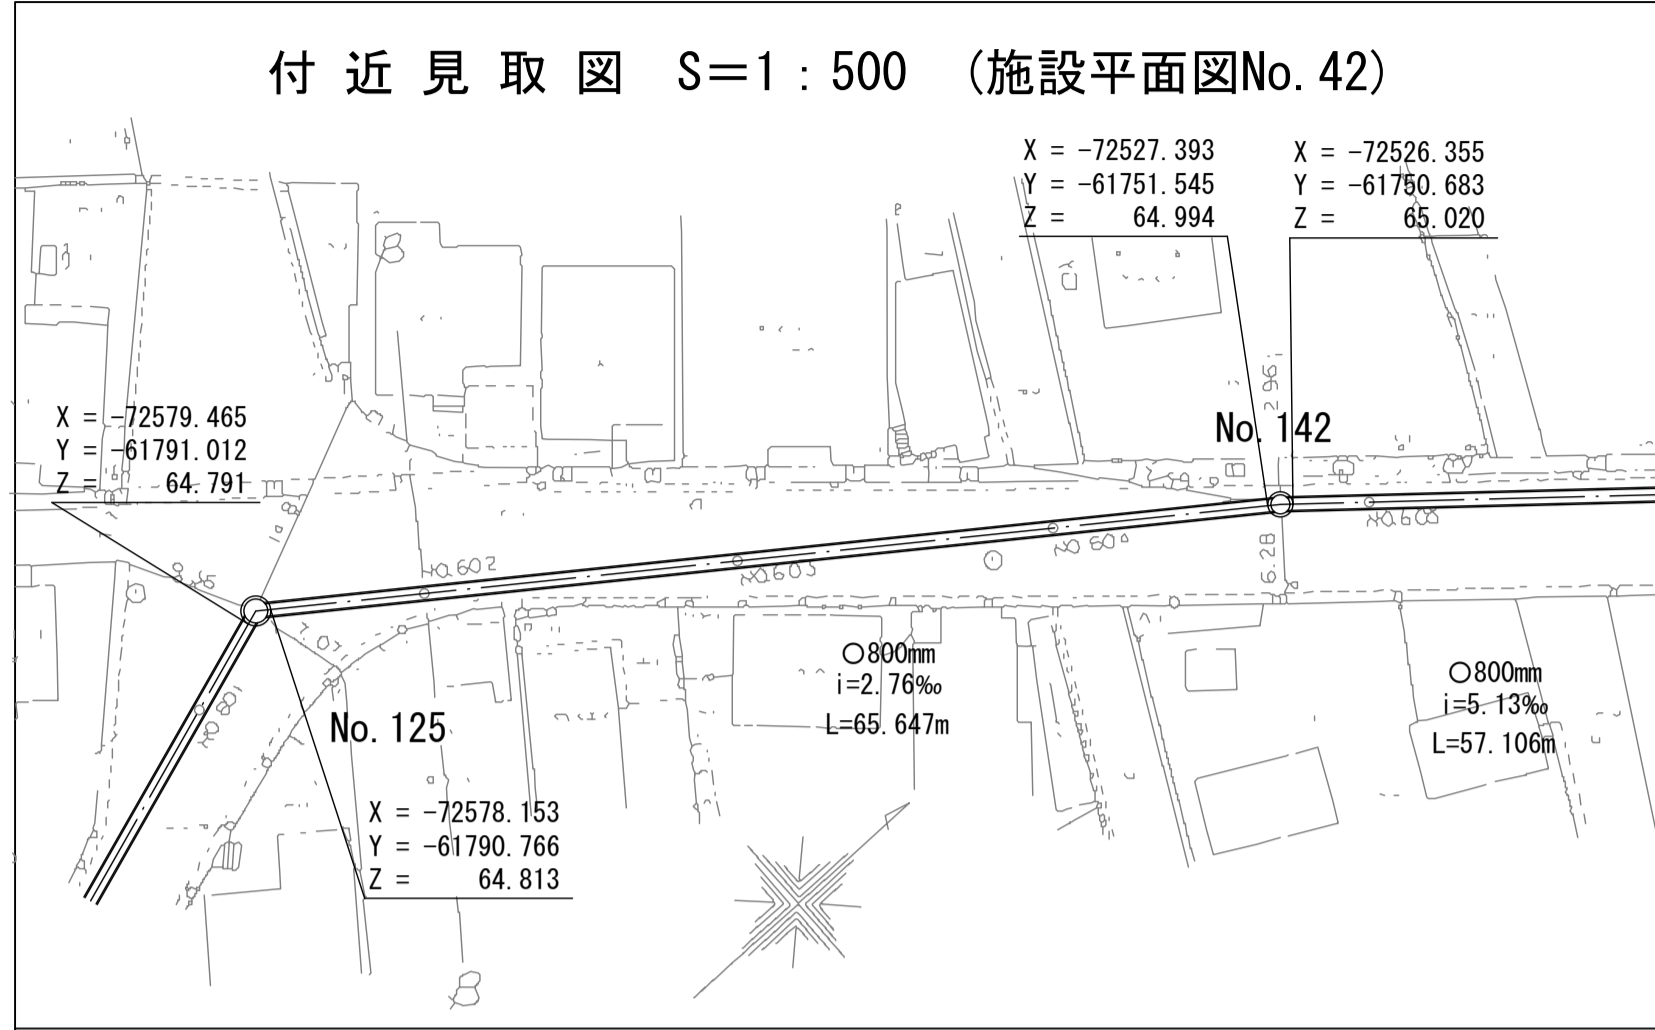 付近見取図 S=1:500 (施設平面図No.42)
X = -72527.393
Y = -61751.545
Z = 64.994
X = -72526.355
Y = -61750.683
Z = 65.020
X = -72579.465
Y = -61791.012
Z = 64.791
No.142
6.28
○800mm
i=2.76‰
L=65.647m
○800mm
i=5.13‰
L=57.106m
No.125
X = -72578.153
Y = -61790.766
Z = 64.813